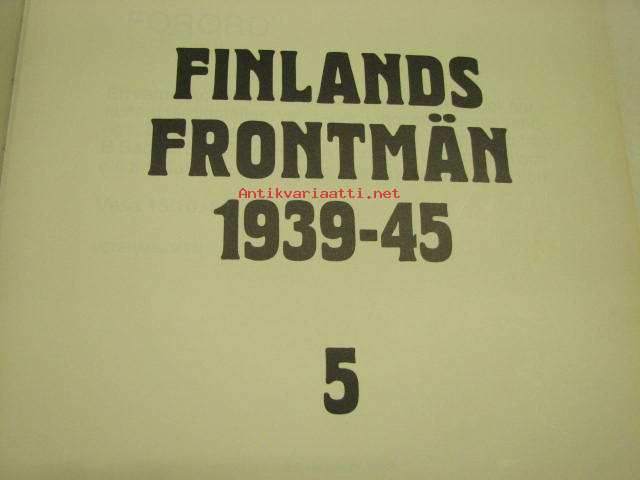 FINLANDS
FRONTMÄN
Antikvariaatti.net
1939-45
5